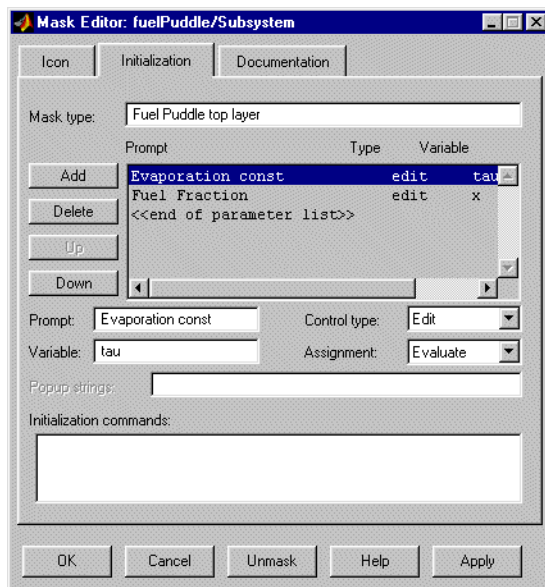 Mask Editor: fuelPuddle/Subsystem
Icon Initialization Documentation
Mask type: Fuel Puddle top layer
Prompt Type Variable
Add Evaporation const edit tau
Fuel Fraction edit x
Delete <<end of parameter list>>
Up
Down
Prompt: Evaporation const Control type: Edit
Variable: tau Assignment: Evaluate
Popup strings:
Initialization commands:
OK Cancel Unmask Help Apply